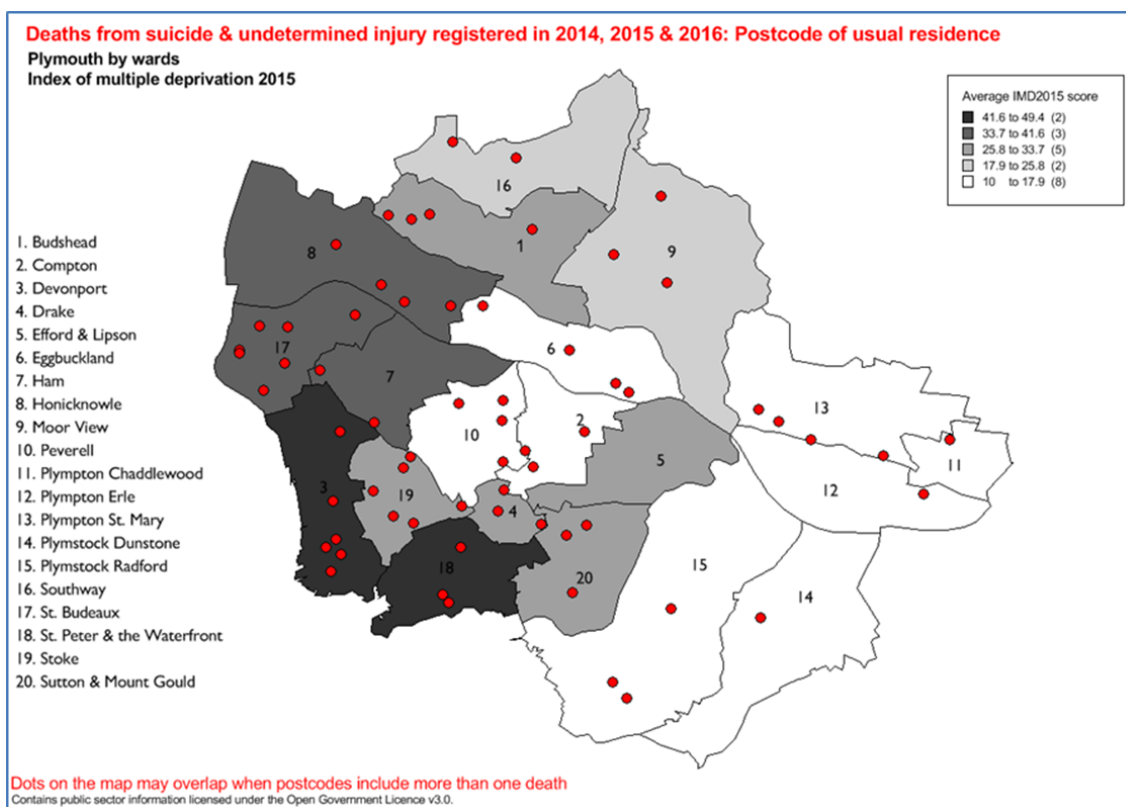 Deaths from suicide & undetermined injury registered in 2014, 2015 & 2016: Postcode of usual residence
Plymouth by wards
Index of multiple deprivation 2015
Average IMD2015 score
41.6 to 49.4 (2)
33.7 to 41.6 (3)
25.8 to 33.7 (5)
17.9 to 25.8 (2)
10 to 17.9 (8)
1. Budshead
2. Compton
3. Devonport
4. Drake
5. Efford & Lipson
6. Eggbuckland
7. Ham
8. Honicknowle
9. Moor View
10. Peverell
11. Plympton Chaddlewood
12. Plympton Erle
13. Plympton St. Mary
14. Plymstock Dunstone
15. Plymstock Radford
16. Southway
17. St. Budeaux
18. St. Peter & the Waterfront
19. Stoke
20. Sutton & Mount Gould
16
1
8
9
17
6
7
13
2
10
11
5
12
3
19
4
18
20
15
14
Dots on the map may overlap when postcodes include more than one death
Contains public sector information licensed under the Open Government Licence v3.0.